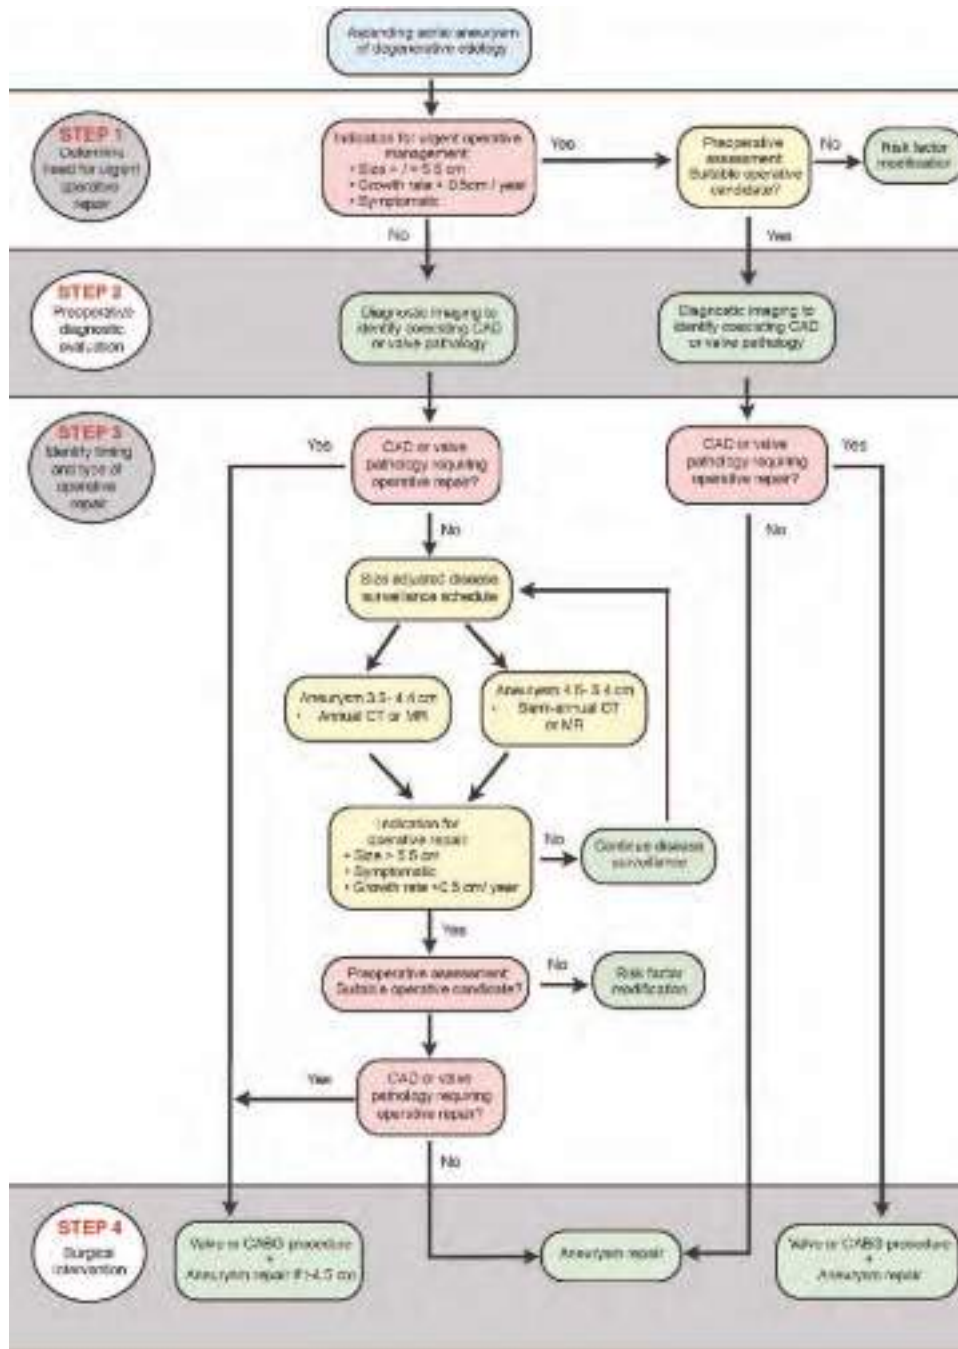 Ascending aortic aneurysm
of degenerative etiology
STEP 1
Determine
need for urgent
operative
repair
Indication for urgent operative
management:
• Size > / = 5.5 cm
• Growth rate + 0.5cm / year
• Symptomatic
Yes
Preoperative
assessment:
Suitable operative
candidate?
No
Risk factor
modification
No
Yes
STEP 2
Preoperative
diagnostic
evaluation
Diagnostic imaging to
identify coexisting CAD
or valve pathology
Diagnostic imaging to
identify coexisting CAD
or valve pathology
STEP 3
Identify timing
and type of
operative
repair
Yes
CAD or valve
pathology requiring
operative repair?
CAD or valve
pathology requiring
operative repair?
Yes
No
No
Size adjusted disease
surveillance schedule
Aneurysm 3.5- 4.4 cm
• Annual CT or MR
Aneurysm 4.5- 5.4 cm
• Semi-annual CT
or MR
Indication for
operative repair:
• Size > 5.5 cm
• Symptomatic
• Growth rate 0.5 cm/ year
No
Continue disease
surveillance
Yes
Preoperative assessment:
Suitable operative candidate?
No
Risk factor
modification
Yes
CAD or valve
pathology requiring
operative repair?
No
STEP 4
Surgical
intervention
Valve or CABG procedure
+
Aneurysm repair if >4.5 cm
Aneurysm repair
Valve or CABG procedure
+
Aneurysm repair